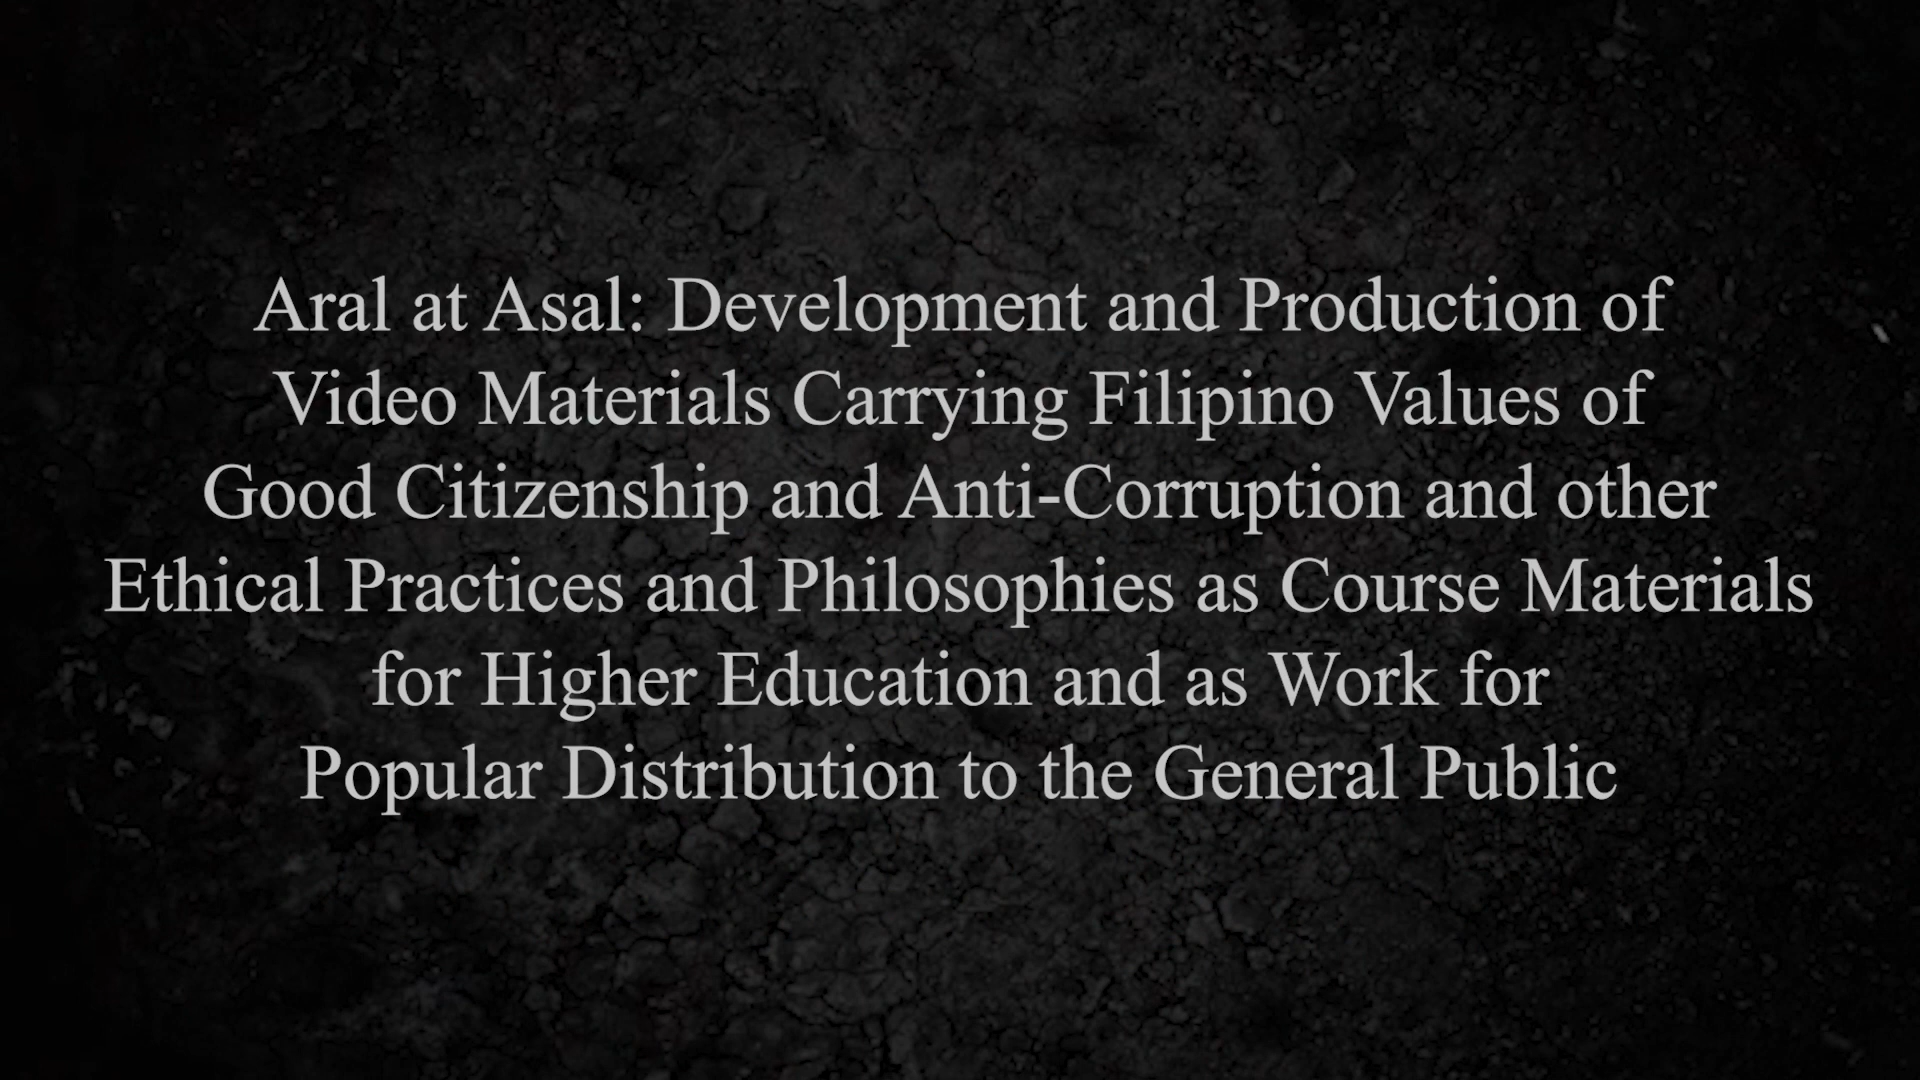 Aral at Asal: Development and Production of
Video Materials Carrying Filipino Values of
Good Citizenship and Anti-Corruption and other
Ethical Practices and Philosophies as Course Materials
for Higher Education and as Work for
Popular Distribution to the General Public